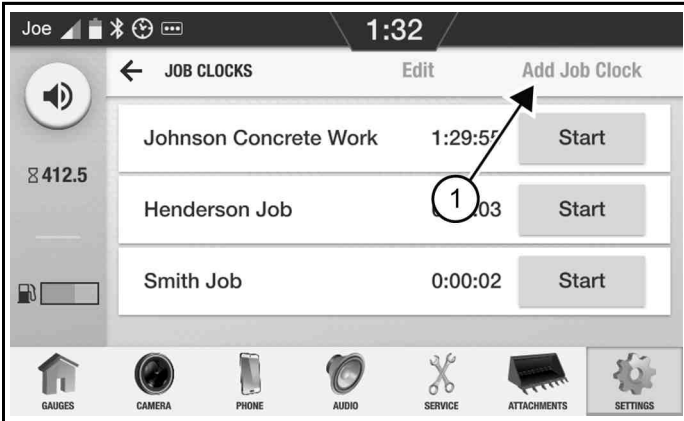 Joe 1:32
JOB CLOCKS Edit Add Job Clock
Johnson Concrete Work Start
412.5
1
Henderson Job Start
Smith Job 0:00:02 Start
GAUGES CAMERA PHONE AUDIO SERVICE ATTACHMENTS SETTINGS